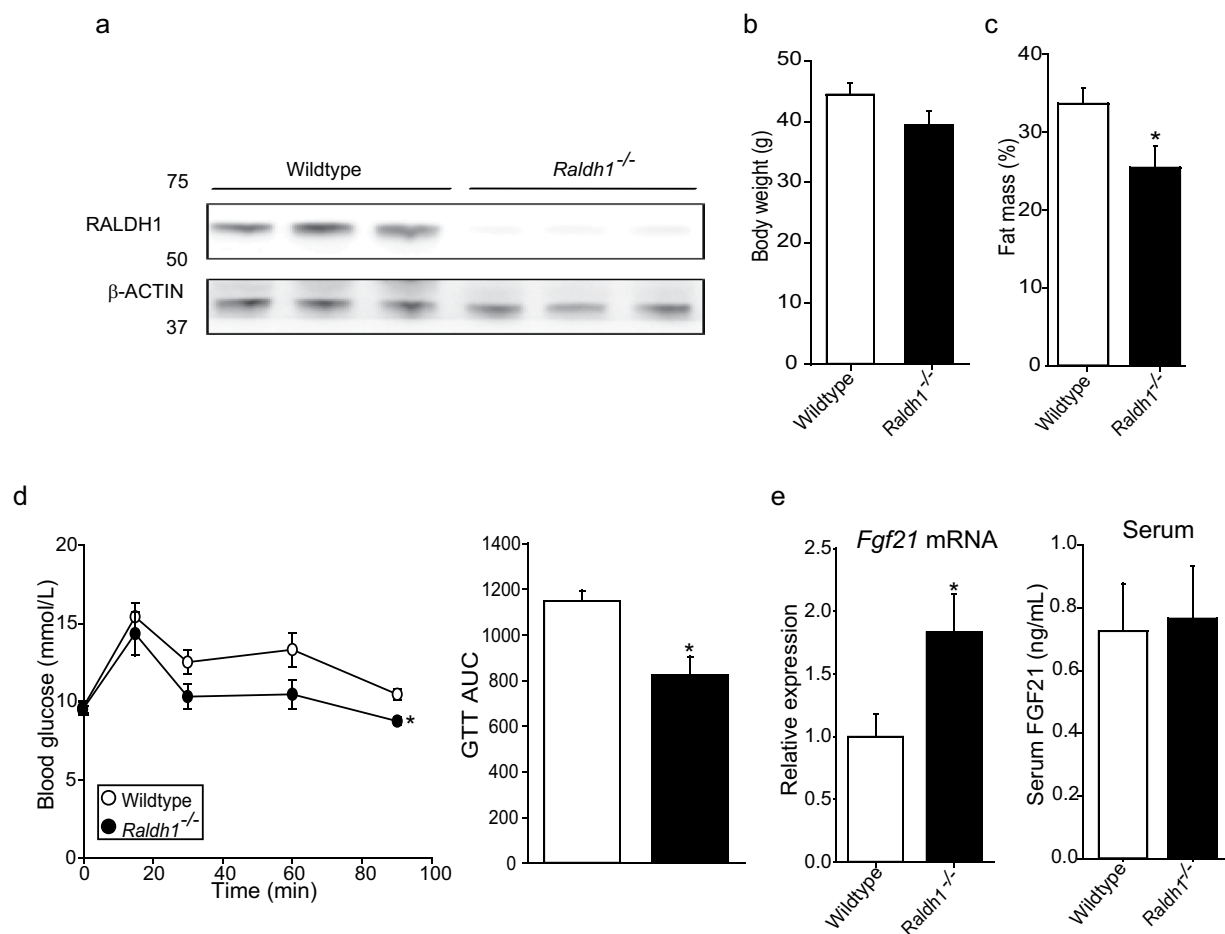 a
Wildtype Raldh1-/-
75
RALDH1
50
β-ACTIN
37
b
50
40
30
20
10
0
Body weight (g)
Wildtype
Raldh1-/-
c
40
30
20
10
0
Fat mass (%)
*
Wildtype
Raldh1-/-
d
20
15
10
5
0
Blood glucose (mmol/L)
*
Wildtype
Raldh1-/-
0 20 40 60 80 100
Time (min)
1400
1200
1000
800
600
400
200
0
GTT AUC
*
e
Fgf21 mRNA
2.5
2.0
1.5
1.0
0.5
0.0
Relative expression
*
Wildtype
Raldh1-/-
Serum
1.0
0.8
0.6
0.4
0.2
0.0
Serum FGF21 (ng/mL)
Wildtype
Raldh1-/-